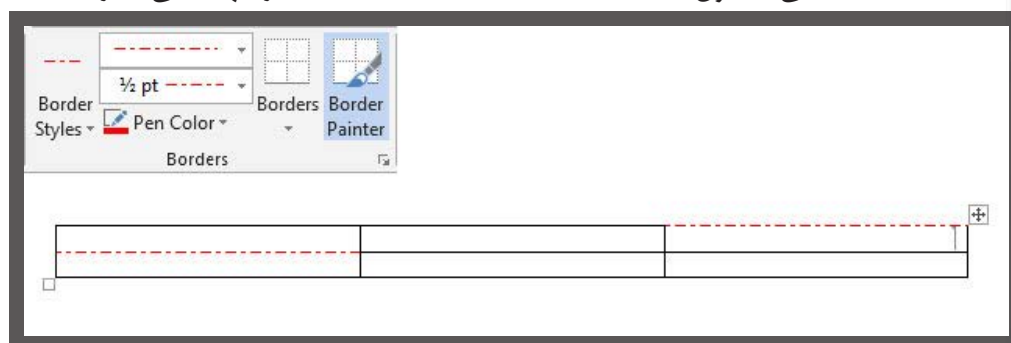 ½ pt
Border Styles
Pen Color
Borders
Border Painter
Borders